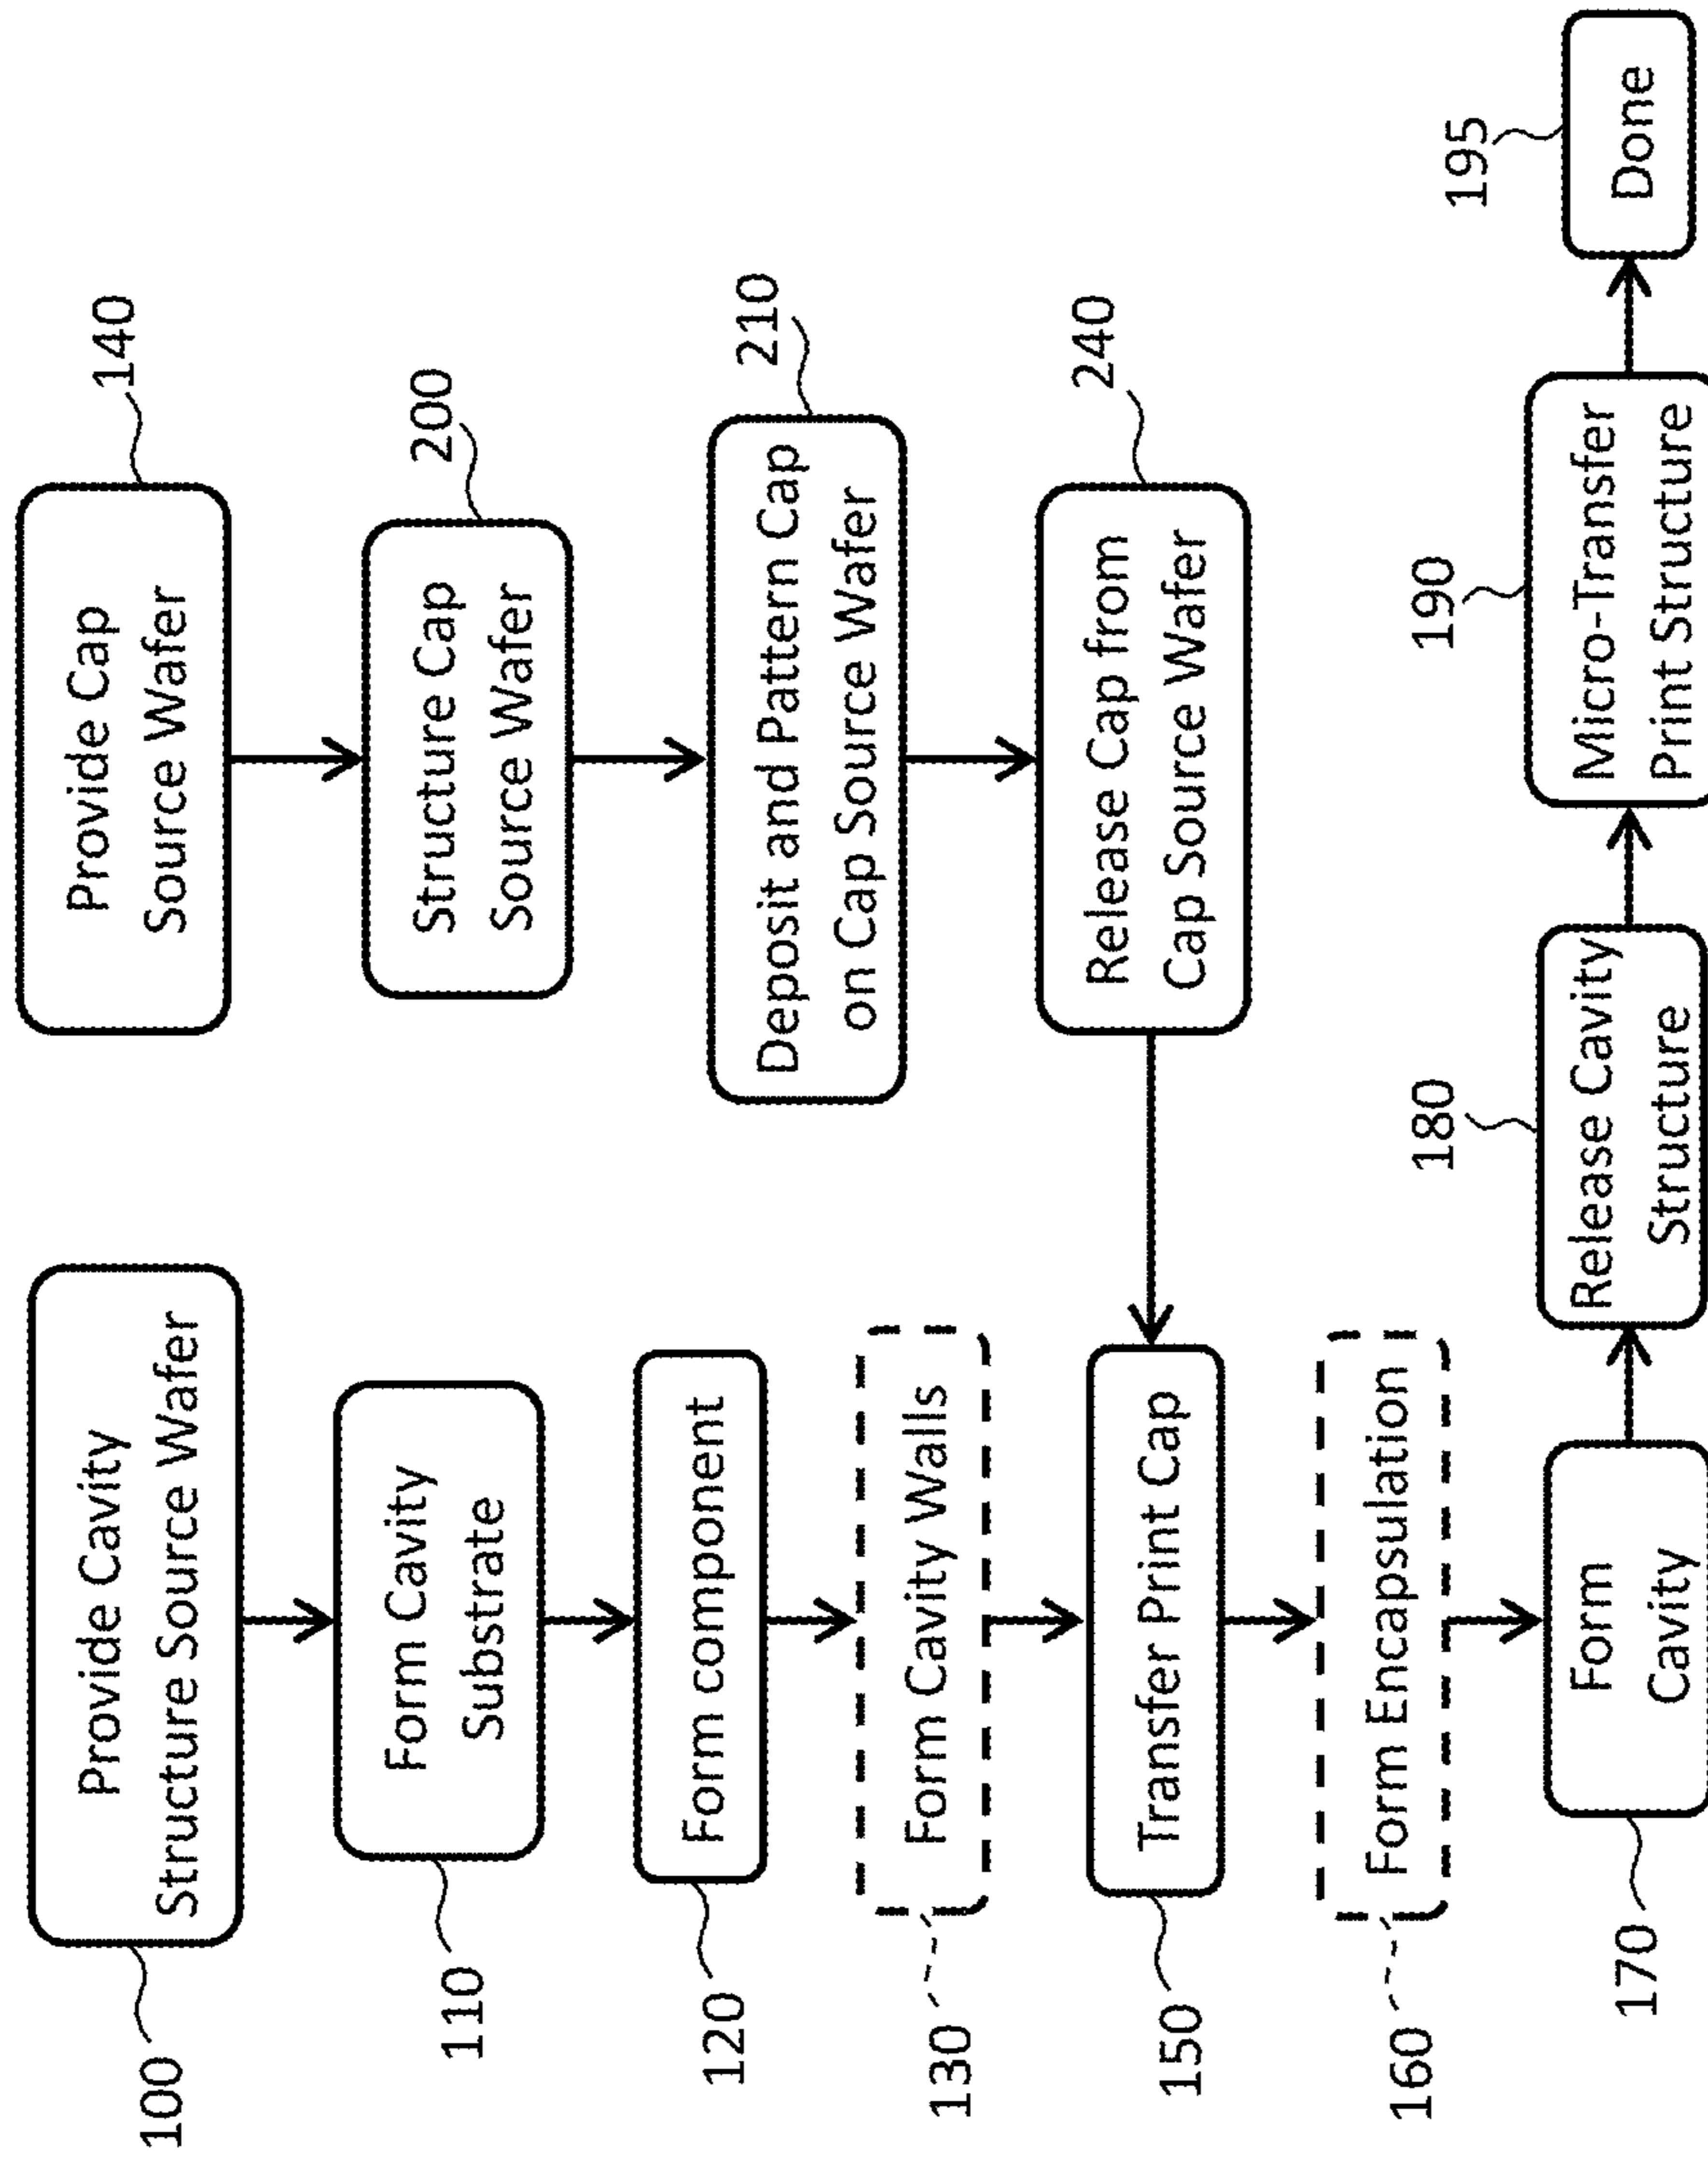 100
Provide Cavity
Structure Source Wafer
110
Form Cavity
Substrate
120
Form component
130
Form Cavity Walls
150
Transfer Print Cap
160
Form Encapsulation
170
Form
Cavity
140
Provide Cap
Source Wafer
200
Structure Cap
Source Wafer
210
Deposit and Pattern Cap
on Cap Source Wafer
240
Release Cap from
Cap Source Wafer
180
Release Cavity
Structure
190
Micro-Transfer
Print Structure
195
Done